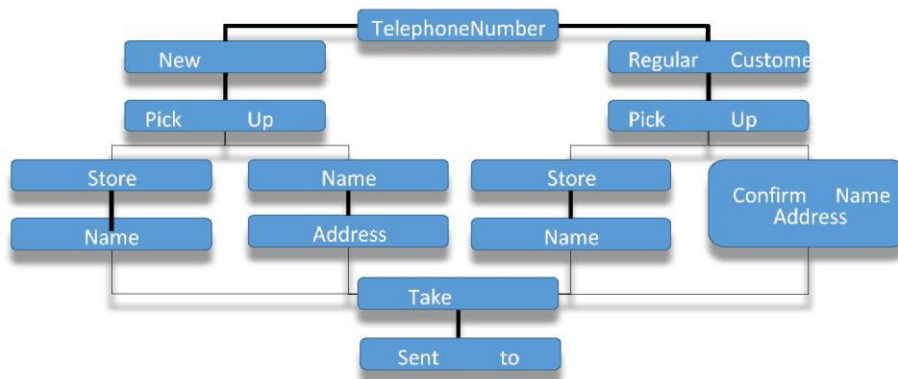 TelephoneNumber
New
Regular Custome
Pick Up
Pick Up
Store
Name
Store
Confirm Name
Address
Name
Address
Name
Take
Sent to